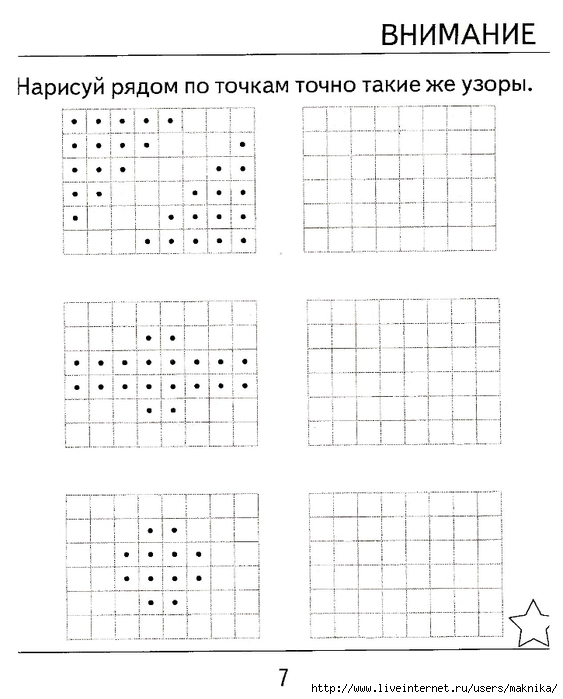 ВНИМАНИЕ
Нарисуй рядом по точкам точно такие же узоры.
7
http://www.liveinternet.ru/users/maknika/